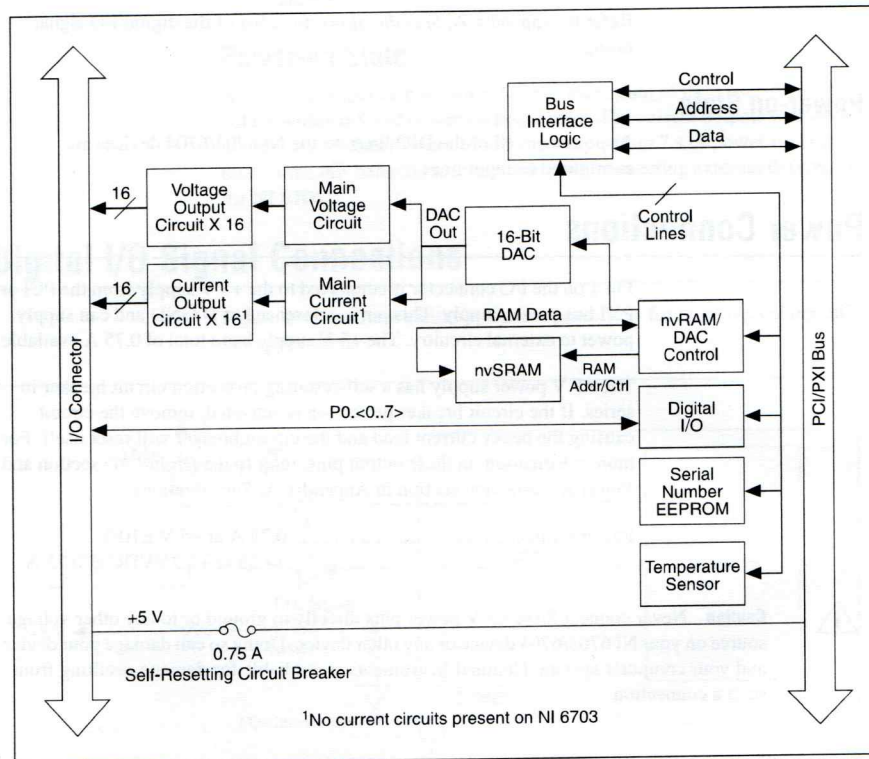 Control
Address
Data
Bus
Interface
Logic
Control
Lines
16
Voltage
Output
Circuit X 16
Main
Voltage
Circuit
DAC
Out
16-Bit
DAC
16
Current
Output
Circuit X 16¹
Main
Current
Circuit¹
RAM Data
nvRAM/
DAC
Control
nvSRAM
RAM
Addr/Ctrl
P0.<0..7>
Digital
I/O
I/O Connector
PCI/PXI Bus
Serial
Number
EEPROM
Temperature
Sensor
+5 V
0.75 A
Self-Resetting Circuit Breaker
¹No current circuits present on NI 6703